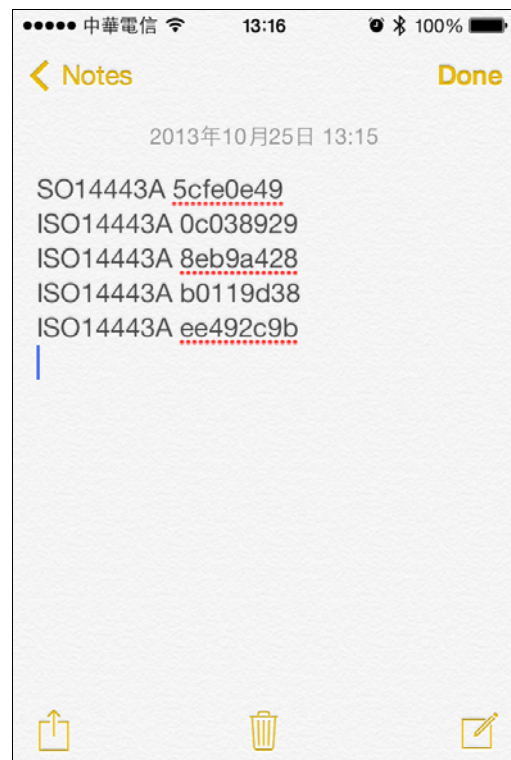 中華電信 13:16 100%
Notes Done
2013年10月25日 13:15
SO14443A 5cfe0e49
ISO14443A 0c038929
ISO14443A 8eb9a428
ISO14443A b0119d38
ISO14443A ee492c9b